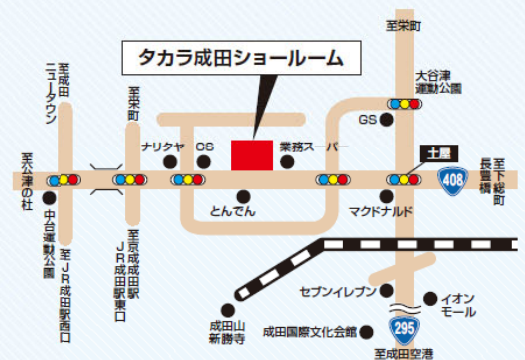 至栄町
タカラ成田ショールーム
至成田
ニュータウン
至栄町
大谷津
運動公園
GS
ナリタヤ
OS
業務スーパー
土屋
至公津の杜
408
至下総町
長豊橋
中台運動公園
至JR成田駅西口
至京成成田駅
JR成田駅東口
とんでん
マクドナルド
成田山
新勝寺
セブンイレブン
イオン
モール
成田国際文化会館
295
至成田空港